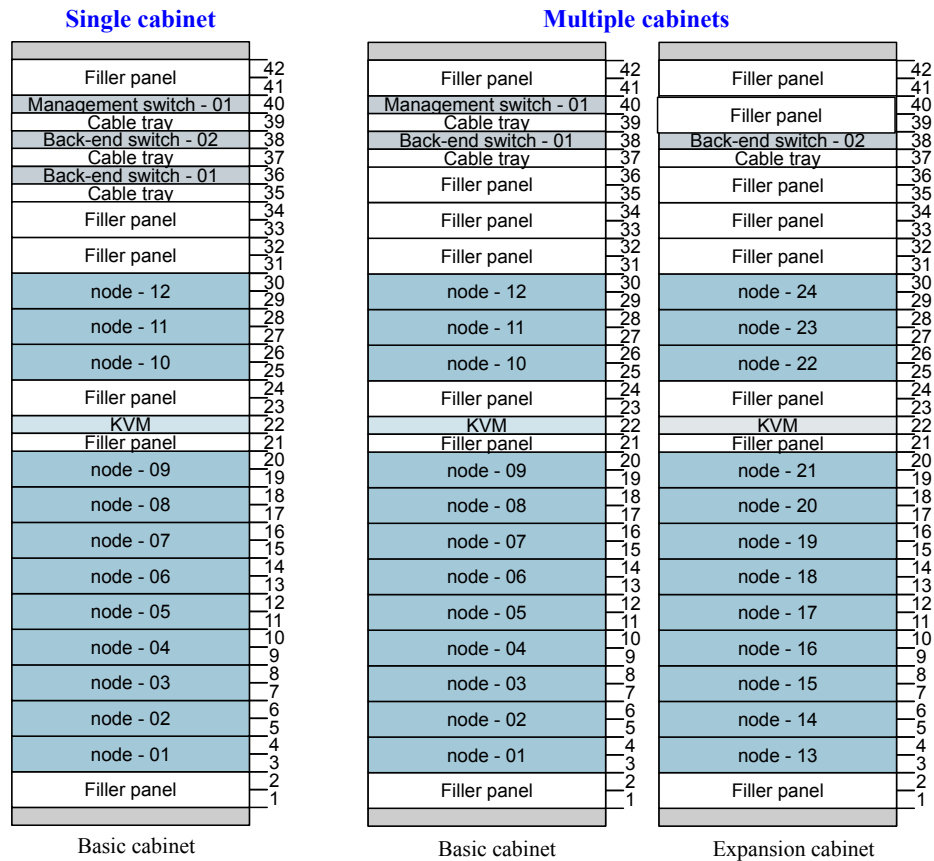 Single cabinet
Filler panel
Management switch - 01
Cable tray
Back-end switch - 02
Cable tray
Back-end switch - 01
Cable tray
Filler panel
Filler panel
node - 12
node - 11
node - 10
Filler panel
KVM
Filler panel
node - 09
node - 08
node - 07
node - 06
node - 05
node - 04
node - 03
node - 02
node - 01
Filler panel
42
41
40
39
38
37
36
35
34
33
32
31
30
29
28
27
26
25
24
23
22
21
20
19
18
17
16
15
14
13
12
11
10
9
8
7
6
5
4
3
2
1
Basic cabinet
Multiple cabinets
Filler panel
Management switch - 01
Cable tray
Back-end switch - 01
Cable tray
Filler panel
Filler panel
Filler panel
node - 12
node - 11
node - 10
Filler panel
KVM
Filler panel
node - 09
node - 08
node - 07
node - 06
node - 05
node - 04
node - 03
node - 02
node - 01
Filler panel
42
41
40
39
38
37
36
35
34
33
32
31
30
29
28
27
26
25
24
23
22
21
20
19
18
17
16
15
14
13
12
11
10
9
8
7
6
5
4
3
2
1
Basic cabinet
Filler panel
Filler panel
Back-end switch - 02
Cable tray
Filler panel
Filler panel
Filler panel
node - 24
node - 23
node - 22
Filler panel
KVM
Filler panel
node - 21
node - 20
node - 19
node - 18
node - 17
node - 16
node - 15
node - 14
node - 13
Filler panel
42
41
40
39
38
37
36
35
34
33
32
31
30
29
28
27
26
25
24
23
22
21
20
19
18
17
16
15
14
13
12
11
10
9
8
7
6
5
4
3
2
1
Expansion cabinet